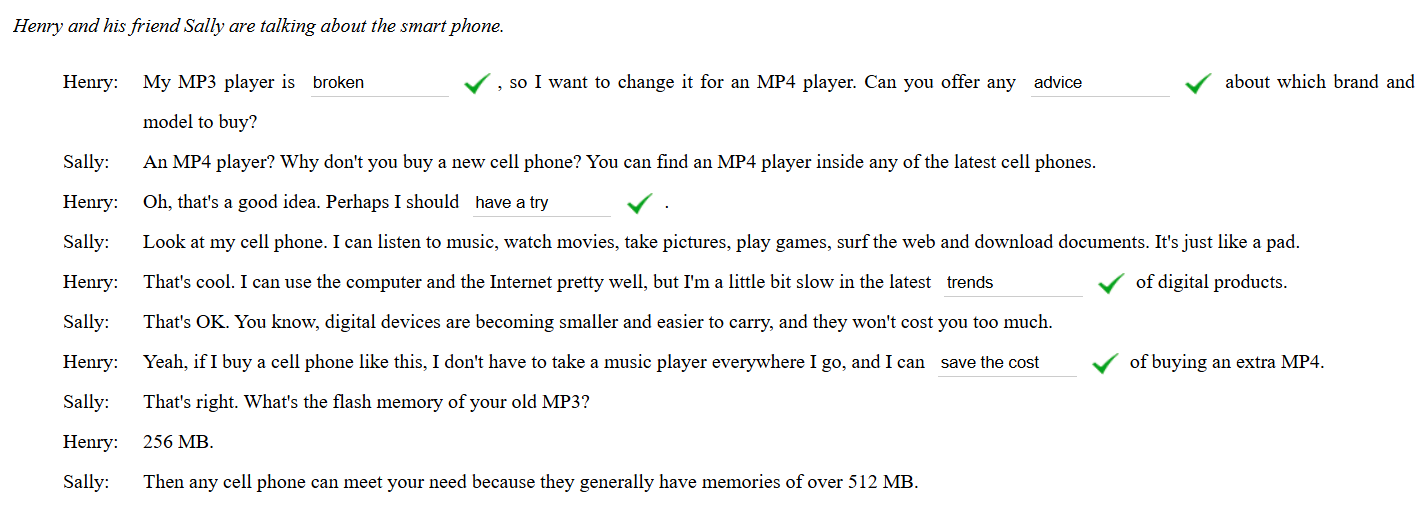 Henry and his friend Sally are talking about the smart phone.
Henry: My MP3 player is broken , so I want to change it for an MP4 player. Can you offer any advice about which brand and
model to buy?
Sally: An MP4 player? Why don't you buy a new cell phone? You can find an MP4 player inside any of the latest cell phones.
Henry: Oh, that's a good idea. Perhaps I should have a try .
Sally: Look at my cell phone. I can listen to music, watch movies, take pictures, play games, surf the web and download documents. It's just like a pad.
Henry: That's cool. I can use the computer and the Internet pretty well, but I'm a little bit slow in the latest trends of digital products.
Sally: That's OK. You know, digital devices are becoming smaller and easier to carry, and they won't cost you too much.
Henry: Yeah, if I buy a cell phone like this, I don't have to take a music player everywhere I go, and I can save the cost of buying an extra MP4.
Sally: That's right. What's the flash memory of your old MP3?
Henry: 256 MB.
Sally: Then any cell phone can meet your need because they generally have memories of over 512 MB.